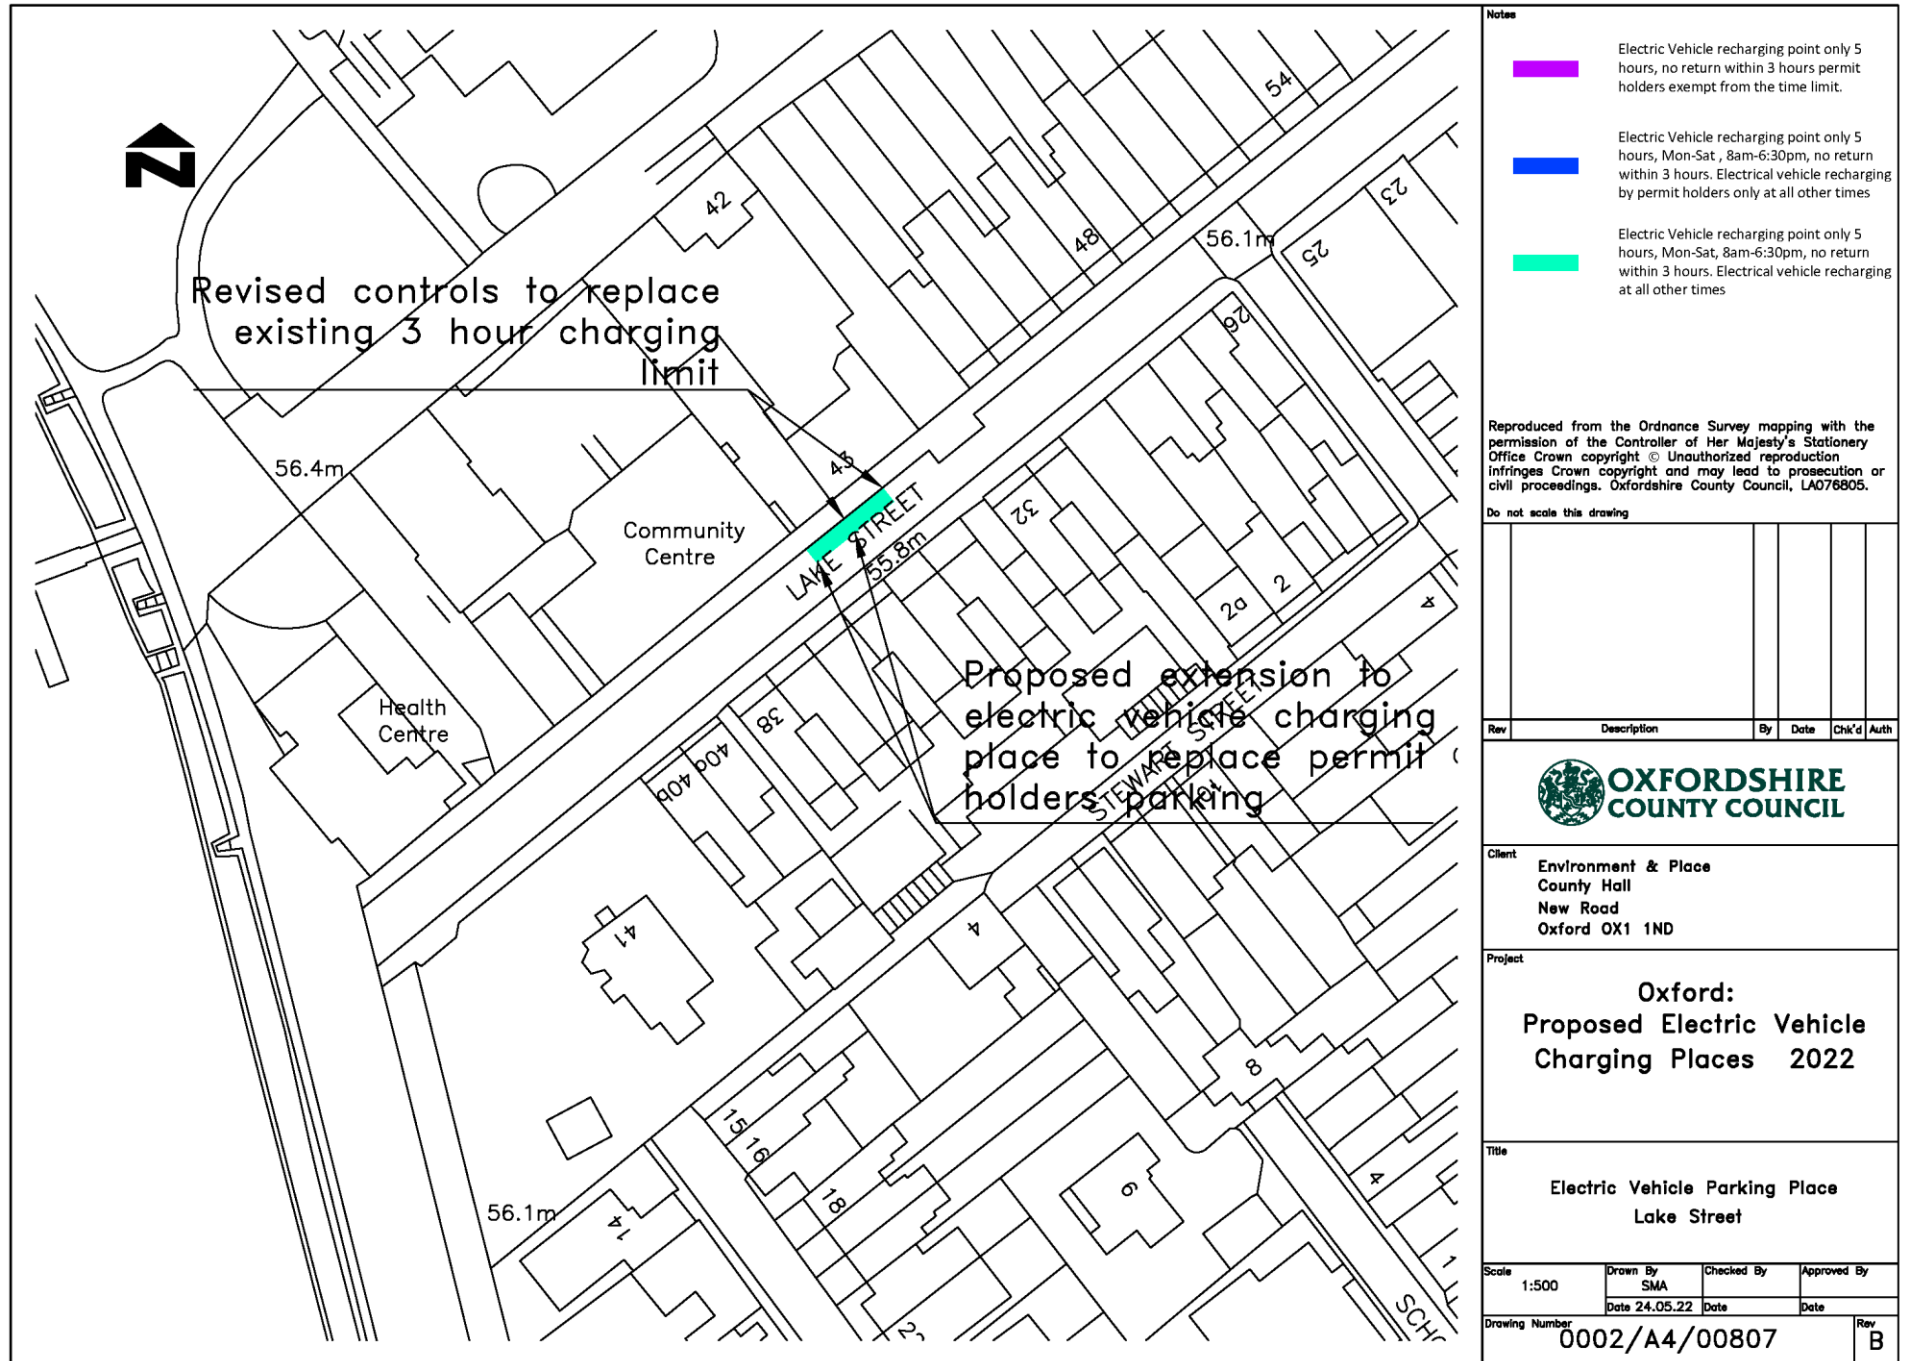 N
Revised controls to replace
existing 3 hour charging
limit
42
54
48
56.1m
23
25
26
56.4m
43
Community
Centre
LAKE STREET
55.8m
32
2a
2
4
Health
Centre
38
40a
40b
Proposed extension to
electric vehicle charging
place to replace permit
holders parking
STEWART STREET
41
4
8
15
16
18
6
4
1
56.1m
14
SCHO
Notes
Electric Vehicle recharging point only 5
hours, no return within 3 hours permit
holders exempt from the time limit.
Electric Vehicle recharging point only 5
hours, Mon-Sat , 8am-6:30pm, no return
within 3 hours. Electrical vehicle recharging
by permit holders only at all other times
Electric Vehicle recharging point only 5
hours, Mon-Sat, 8am-6:30pm, no return
within 3 hours. Electrical vehicle recharging
at all other times
Reproduced from the Ordnance Survey mapping with the
permission of the Controller of Her Majesty's Stationery
Office Crown copyright © Unauthorized reproduction
infringes Crown copyright and may lead to prosecution or
civil proceedings. Oxfordshire County Council, LA076805.
Do not scale this drawing
Rev Description By Date Chk'd Auth
OXFORDSHIRE
COUNTY COUNCIL
Client
Environment & Place
County Hall
New Road
Oxford OX1 1ND
Project
Oxford:
Proposed Electric Vehicle
Charging Places 2022
Title
Electric Vehicle Parking Place
Lake Street
Scale 1:500
Drawn By SMA
Checked By
Approved By
Date 24.05.22
Date
Date
Drawing Number
0002/A4/00807
Rev
B